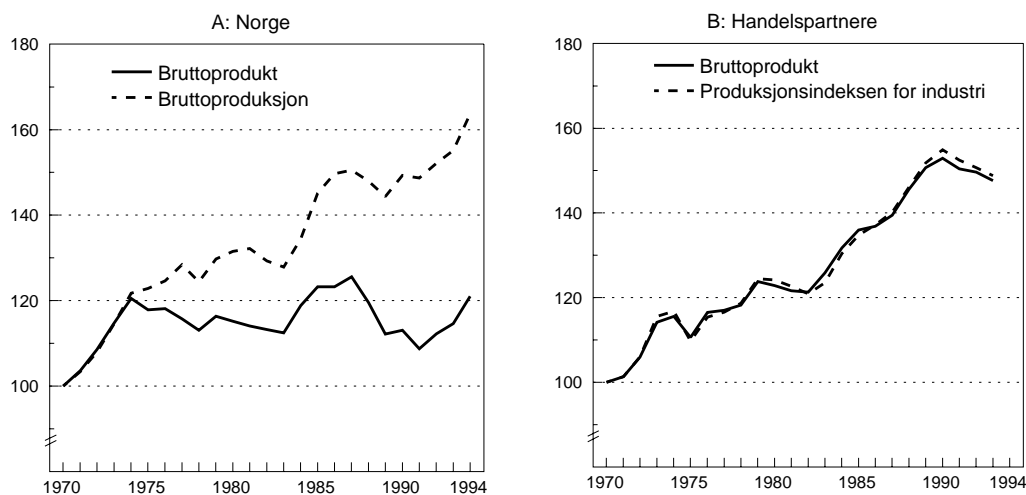 A: Norge
180
Bruttoprodukt
Bruttoproduksjon
160
140
120
100
1970 1975 1980 1985 1990 1994
B: Handelspartnere
180
Bruttoprodukt
Produksjonsindeksen for industri
160
140
120
100
1970 1975 1980 1985 1990 1994